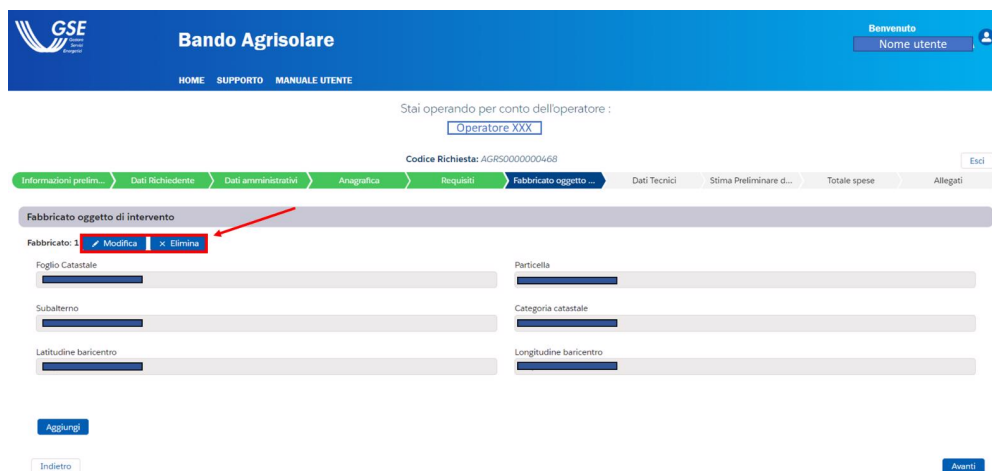 GSE
Gestore
Servizi
Energetici
Bando Agrisolare
Benvenuto
Nome utente
HOME SUPPORTO MANUALE UTENTE
Stai operando per conto dell'operatore :
Operatore XXX
Codice Richiesta: AGRS0000000468
Esci
Informazioni prelim... Dati Richiedente Dati amministrativi Anagrafica Requisiti Fabbricato oggetto ... Dati Tecnici Stima Preliminare d... Totale spese Allegati
Fabbricato oggetto di intervento
Fabbricato: 1 Modifica Elimina
Foglio Catastale Particella
Subalterno Categoria catastale
Latitudine baricentro Longitudine baricentro
Aggiungi
Indietro Avanti